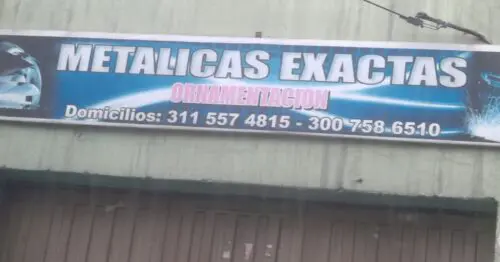 METALICAS EXACTAS
ORNAMENTACION
Domicilios: 311 557 4815 - 300 758 6510